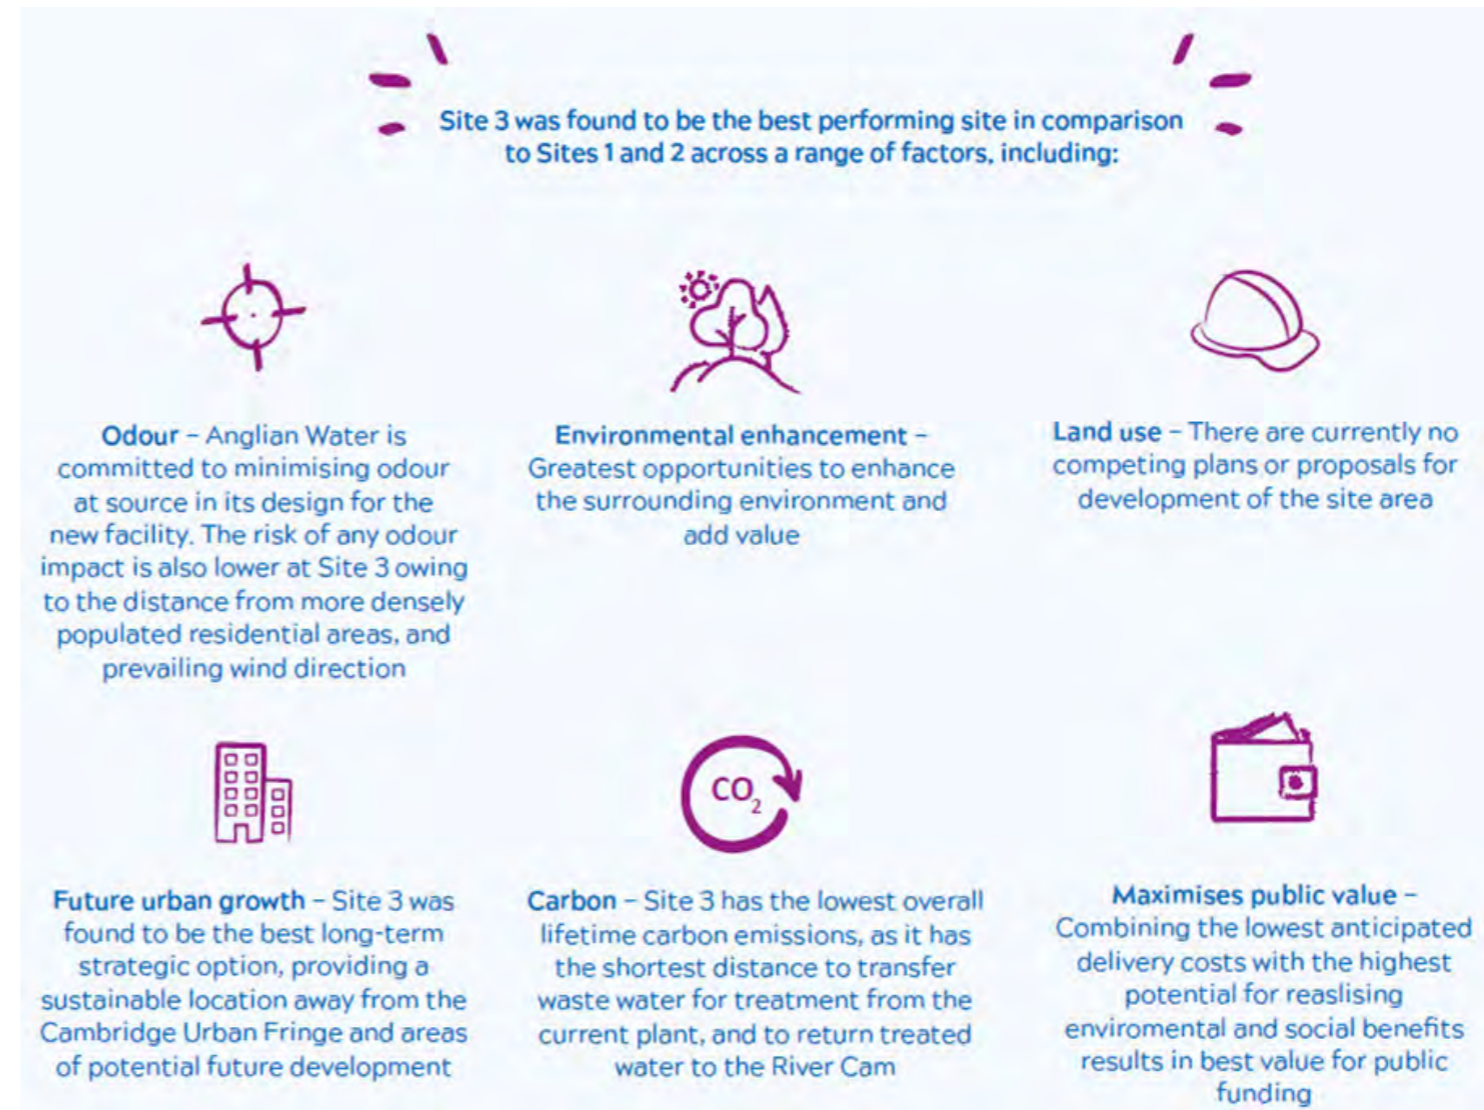 Site 3 was found to be the best performing site in comparison
to Sites 1 and 2 across a range of factors, including:
Odour – Anglian Water is
committed to minimising odour
at source in its design for the
new facility. The risk of any odour
impact is also lower at Site 3 owing
to the distance from more densely
populated residential areas, and
prevailing wind direction
Environmental enhancement –
Greatest opportunities to enhance
the surrounding environment and
add value
Land use – There are currently no
competing plans or proposals for
development of the site area
Future urban growth – Site 3 was
found to be the best long-term
strategic option, providing a
sustainable location away from the
Cambridge Urban Fringe and areas
of potential future development
CO₂
Carbon – Site 3 has the lowest overall
lifetime carbon emissions, as it has
the shortest distance to transfer
waste water for treatment from the
current plant, and to return treated
water to the River Cam
Maximises public value –
Combining the lowest anticipated
delivery costs with the highest
potential for reaslising
enviromental and social benefits
results in best value for public
funding